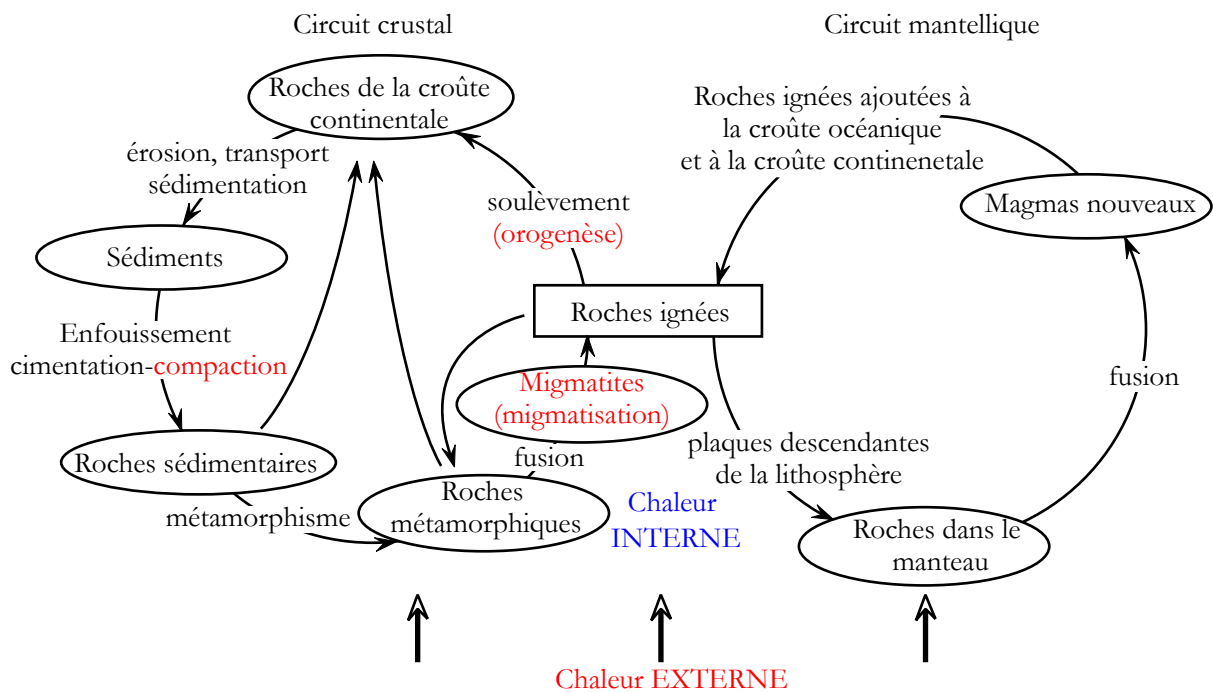 Circuit crustal
Circuit mantellique
Roches de la croûte
continentale
érosion, transport
sédimentation
Sédiments
Enfouissement
cimentation-compaction
Roches sédimentaires
métamorphisme
Roches
métamorphiques
fusion
Migmatites
(migmatisation)
Roches ignées
soulèvement
(orogenèse)
Roches ignées ajoutées à
la croûte océanique
et à la croûte continenetale
Magmas nouveaux
fusion
plaques descendantes
de la lithosphère
Roches dans le
manteau
Chaleur
INTERNE
Chaleur EXTERNE